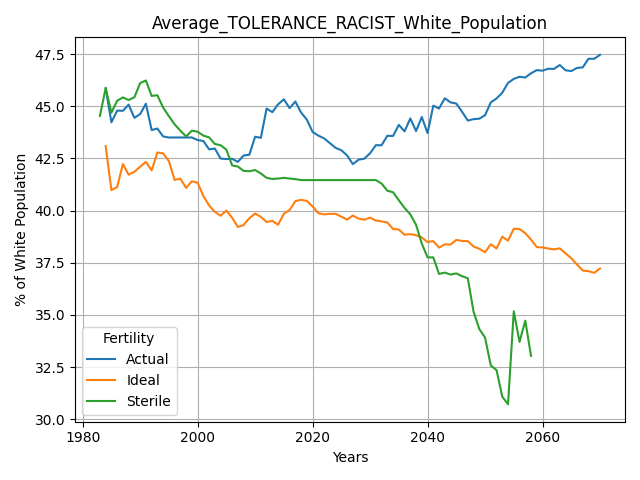 Average_TOLERANCE_RACIST_White_Population
% of White Population
47.5
45.0
42.5
40.0
37.5
35.0
32.5
30.0
Fertility
Actual
Ideal
Sterile
1980 2000 2020 2040 2060
Years